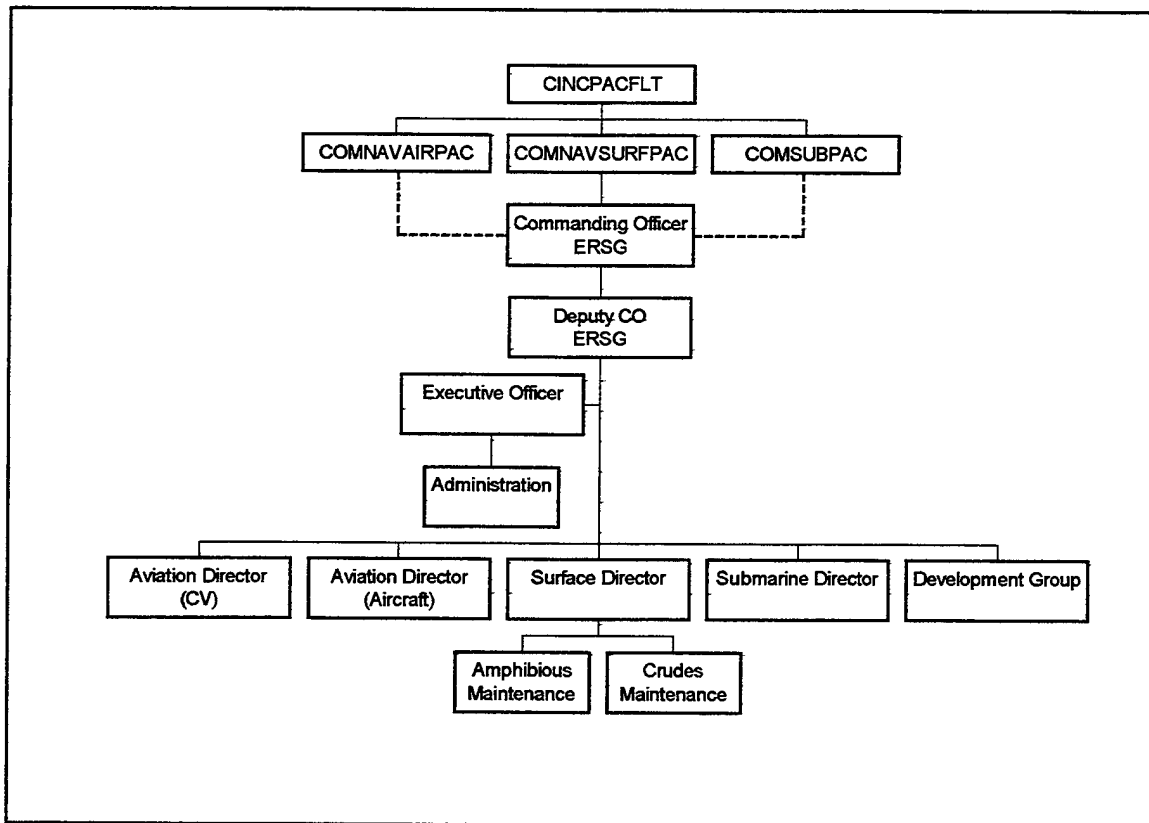 CINCPACFLT
COMNAVAIRPAC
COMNAVSURFPAC
COMSUBPAC
Commanding Officer
ERSG
Deputy CO
ERSG
Executive Officer
Administration
Aviation Director
(CV)
Aviation Director
(Aircraft)
Surface Director
Submarine Director
Development Group
Amphibious
Maintenance
Crudes
Maintenance